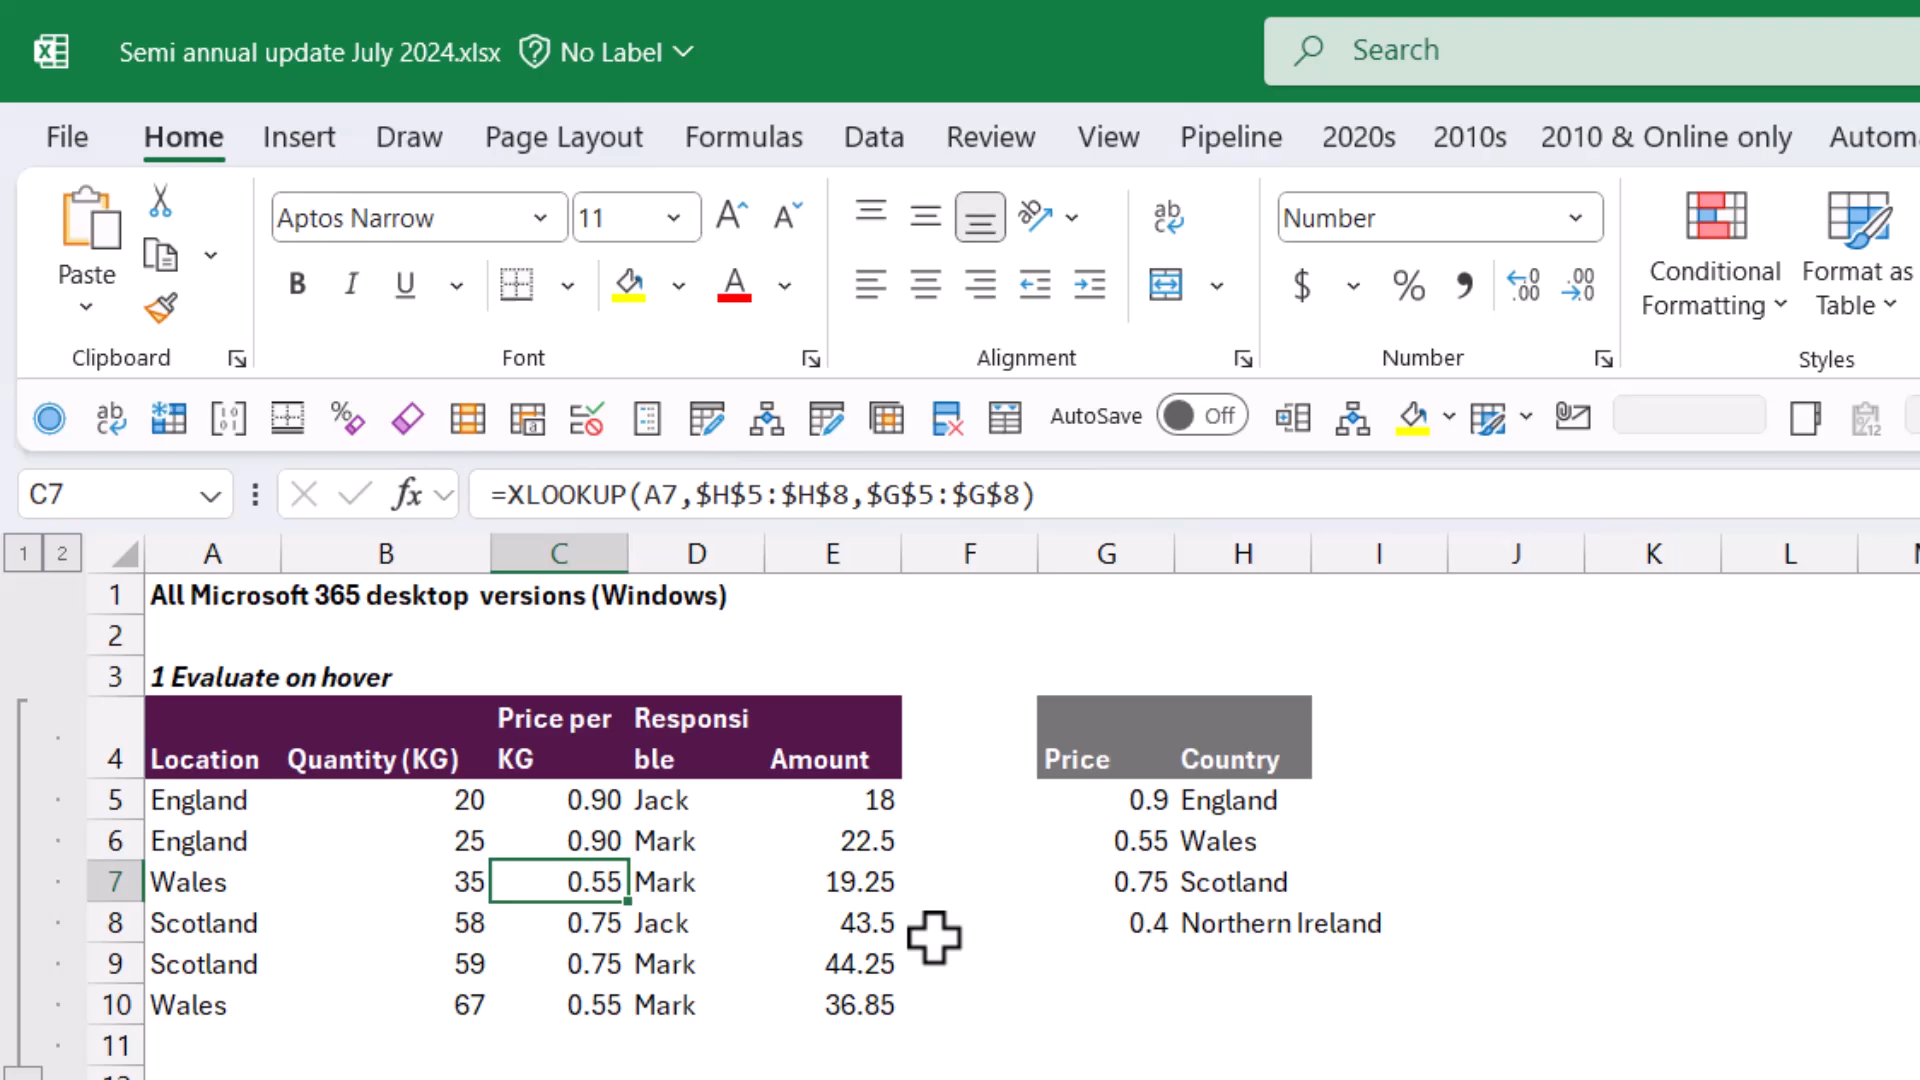 Semi annual update July 2024.xlsx No Label Search
File Home Insert Draw Page Layout Formulas Data Review View Pipeline 2020s 2010s 2010 & Online only Automa
Paste
Clipboard
Aptos Narrow 11
B I U A
Font
Alignment
Number
$ % , .00 .00
Number
Conditional Formatting
Format as Table
Styles
AutoSave Off
C7 fx =XLOOKUP(A7,$H$5:$H$8,$G$5:$G$8)
1 2 A B C D E F G H I J K L
1 All Microsoft 365 desktop versions (Windows)
2
3 1 Evaluate on hover
4 Location Quantity (KG) Price per KG Responsible Amount Price Country
5 England 20 0.90 Jack 18 0.9 England
6 England 25 0.90 Mark 22.5 0.55 Wales
7 Wales 35 0.55 Mark 19.25 0.75 Scotland
8 Scotland 58 0.75 Jack 43.5 0.4 Northern Ireland
9 Scotland 59 0.75 Mark 44.25
10 Wales 67 0.55 Mark 36.85
11